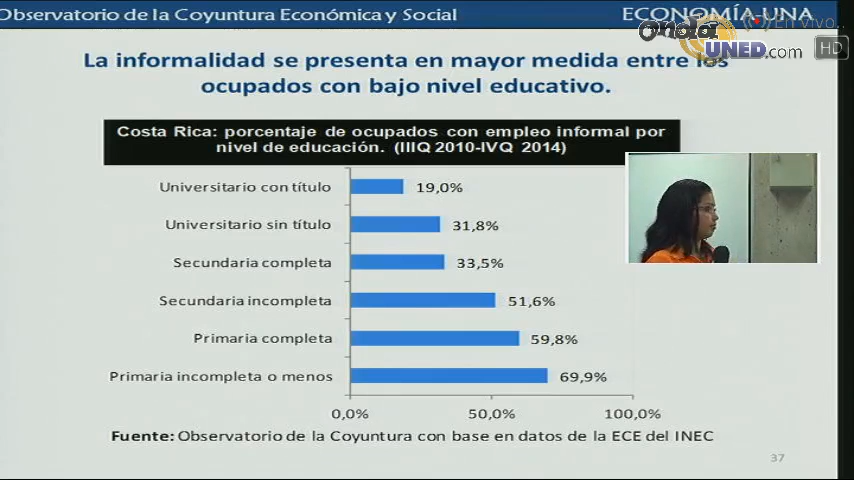 Observatorio de la Coyuntura Económica y Social
ECONOMÍA-UNA
En vivo..
Onda
UNED.com
HD
La informalidad se presenta en mayor medida entre los
ocupados con bajo nivel educativo.
Costa Rica: porcentaje de ocupados con empleo informal por
nivel de educación. (IIIQ 2010-IVQ 2014)
Universitario con título 19,0%
Universitario sin título 31,8%
Secundaria completa 33,5%
Secundaria incompleta 51,6%
Primaria completa 59,8%
Primaria incompleta o menos 69,9%
0,0% 50,0% 100,0%
Fuente: Observatorio de la Coyuntura con base en datos de la ECE del INEC
37